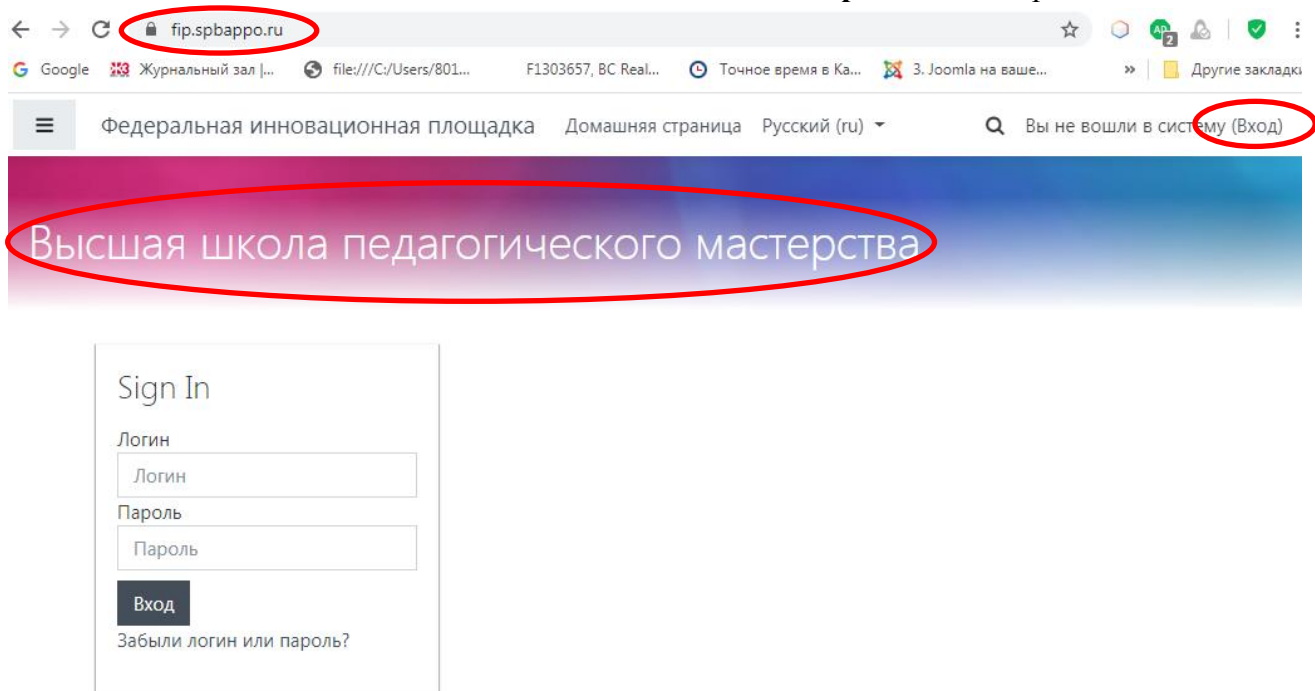 fip.spbappo.ru
2
Google Журнальный зал |... file:///C:/Users/801... F1303657, BC Real... Точное время в Ка... 3. Joomla на ваше... » Другие закладки
Федеральная инновационная площадка Домашняя страница Русский (ru) Вы не вошли в систему (Вход)
Высшая школа педагогического мастерства
Sign In
Логин
Логин
Пароль
Пароль
Вход
Забыли логин или пароль?